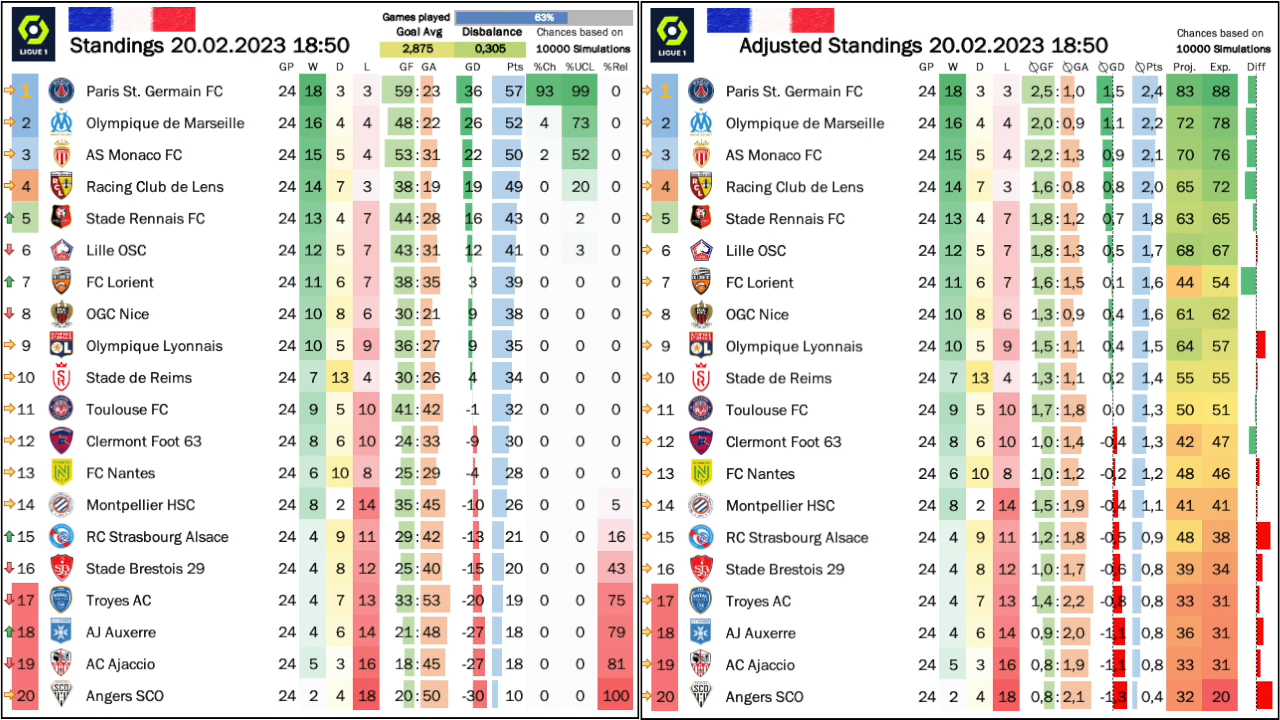 LIGUE 1
Games played 63%
Goal Avg Disbalance Chances based on
Standings 20.02.2023 18:50 2,875 0,305 10000 Simulations
GP W D L GF GA GD Pts %Ch %UCL %Rel
1 Paris St. Germain FC 24 18 3 3 59:23 36 57 93 99 0
2 Olympique de Marseille 24 16 4 4 48:22 26 52 4 73 0
3 AS Monaco FC 24 15 5 4 53:31 22 50 2 52 0
4 Racing Club de Lens 24 14 7 3 38:19 19 49 0 20 0
5 Stade Rennais FC 24 13 4 7 44:28 16 43 0 2 0
6 Lille OSC 24 12 5 7 43:31 12 41 0 3 0
7 FC Lorient 24 11 6 7 38:35 3 39 0 0 0
8 OGC Nice 24 10 8 6 30:21 9 38 0 0 0
9 Olympique Lyonnais 24 10 5 9 36:27 9 35 0 0 0
10 Stade de Reims 24 7 13 4 30:26 4 34 0 0 0
11 Toulouse FC 24 9 5 10 41:42 -1 32 0 0 0
12 Clermont Foot 63 24 8 6 10 24:33 -9 30 0 0 0
13 FC Nantes 24 6 10 8 25:29 -4 28 0 0 0
14 Montpellier HSC 24 8 2 14 35:45 -10 26 0 0 5
15 RC Strasbourg Alsace 24 4 9 11 29:42 -13 21 0 0 16
16 Stade Brestois 29 24 4 8 12 25:40 -15 20 0 0 43
17 Troyes AC 24 4 7 13 33:53 -20 19 0 0 75
18 AJ Auxerre 24 4 6 14 21:48 -27 18 0 0 79
19 AC Ajaccio 24 5 3 16 18:45 -27 18 0 0 81
20 Angers SCO 24 2 4 18 20:50 -30 10 0 0 100
LIGUE 1
Chances based on
Adjusted Standings 20.02.2023 18:50 10000 Simulations
GP W D L ∅GF ∅GA ∅GD ∅Pts Proj. Exp. Diff
1 Paris St. Germain FC 24 18 3 3 2,5:1,0 1,5 2,4 83 88
2 Olympique de Marseille 24 16 4 4 2,0:0,9 1,1 2,2 72 78
3 AS Monaco FC 24 15 5 4 2,2:1,3 0,9 2,1 70 76
4 Racing Club de Lens 24 14 7 3 1,6:0,8 0,8 2,0 65 72
5 Stade Rennais FC 24 13 4 7 1,8:1,2 0,7 1,8 63 65
6 Lille OSC 24 12 5 7 1,8:1,3 0,5 1,7 68 67
7 FC Lorient 24 11 6 7 1,6:1,5 0,1 1,6 44 54
8 OGC Nice 24 10 8 6 1,3:0,9 0,4 1,6 61 62
9 Olympique Lyonnais 24 10 5 9 1,5:1,1 0,4 1,5 64 57
10 Stade de Reims 24 7 13 4 1,3:1,1 0,2 1,4 55 55
11 Toulouse FC 24 9 5 10 1,7:1,8 0,0 1,3 50 51
12 Clermont Foot 63 24 8 6 10 1,0:1,4 -0,4 1,3 42 47
13 FC Nantes 24 6 10 8 1,0:1,2 -0,2 1,2 48 46
14 Montpellier HSC 24 8 2 14 1,5:1,9 -0,4 1,1 41 41
15 RC Strasbourg Alsace 24 4 9 11 1,2:1,8 -0,5 0,9 48 38
16 Stade Brestois 29 24 4 8 12 1,0:1,7 -0,6 0,8 39 34
17 Troyes AC 24 4 7 13 1,4:2,2 -0,8 0,8 33 31
18 AJ Auxerre 24 4 6 14 0,9:2,0 -1,1 0,8 36 31
19 AC Ajaccio 24 5 3 16 0,8:1,9 -1,1 0,8 33 31
20 Angers SCO 24 2 4 18 0,8:2,1 -1,3 0,4 32 20